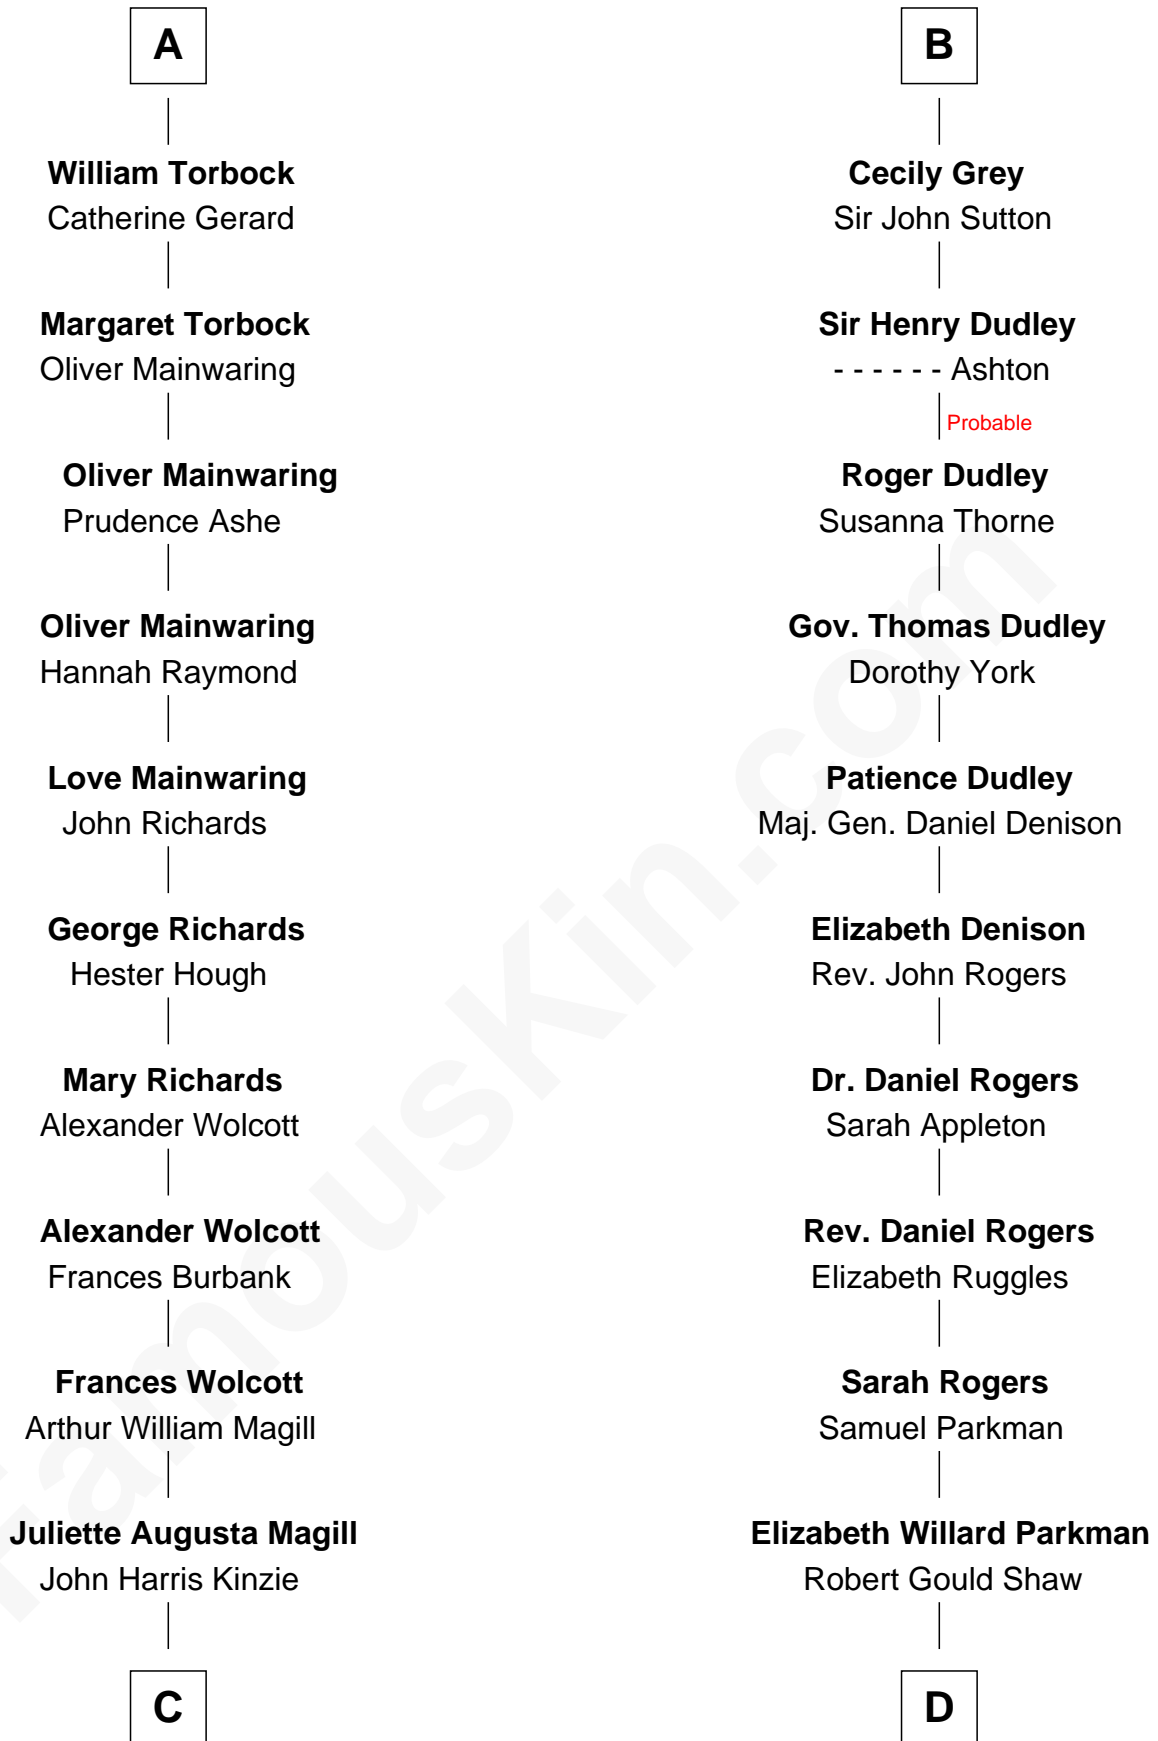 A
William Torbock
Catherine Gerard
Margaret Torbock
Oliver Mainwaring
Oliver Mainwaring
Prudence Ashe
Oliver Mainwaring
Hannah Raymond
Love Mainwaring
John Richards
George Richards
Hester Hough
Mary Richards
Alexander Wolcott
Alexander Wolcott
Frances Burbank
Frances Wolcott
Arthur William Magill
Juliette Augusta Magill
John Harris Kinzie
C
B
Cecily Grey
Sir John Sutton
Sir Henry Dudley
- - - - - - Ashton
Probable
Roger Dudley
Susanna Thorne
Gov. Thomas Dudley
Dorothy York
Patience Dudley
Maj. Gen. Daniel Denison
Elizabeth Denison
Rev. John Rogers
Dr. Daniel Rogers
Sarah Appleton
Rev. Daniel Rogers
Elizabeth Ruggles
Sarah Rogers
Samuel Parkman
Elizabeth Willard Parkman
Robert Gould Shaw
D
FamousKin.com